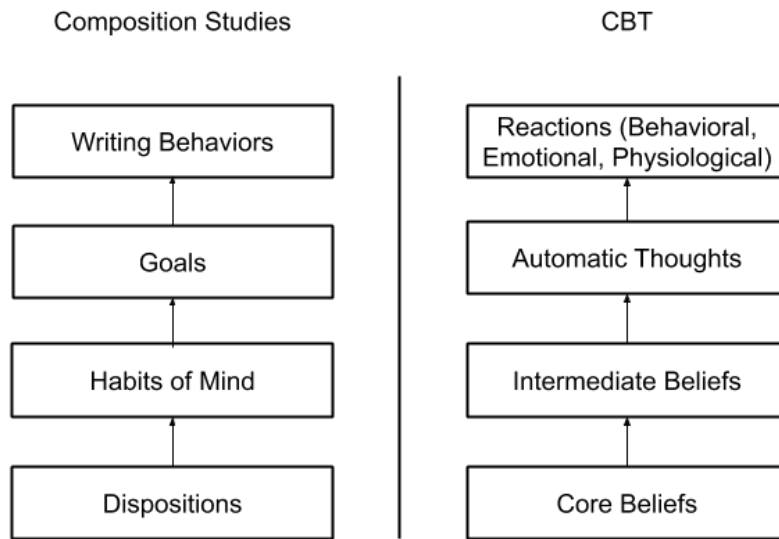 Composition Studies
Writing Behaviors
Goals
Habits of Mind
Dispositions
CBT
Reactions (Behavioral,
Emotional, Physiological)
Automatic Thoughts
Intermediate Beliefs
Core Beliefs